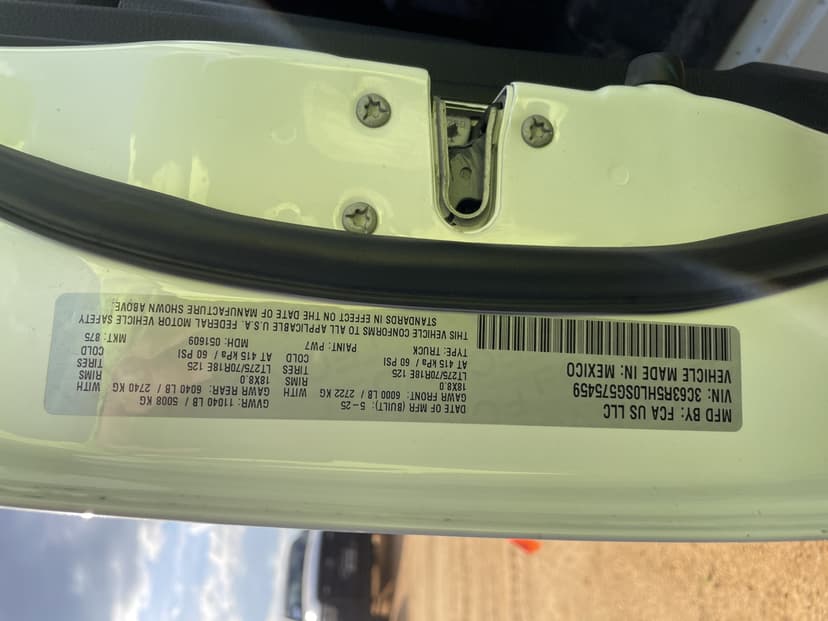 MFD BY: FCA US LLC
VIN: 3C63R5HL0SG575459
VEHICLE MADE IN: MEXICO
DATE OF MFR (BUILT): 5-25
GAWR FRONT: 6000 LB / 2722 KG WITH
18X8.0 RIMS
LT275/70R18E 125 TIRES
AT 415 kPa / 60 PSI COLD
TYPE: TRUCK PAINT: PW7
GVWR: 11040 LB / 5008 KG
GAWR REAR: 6040 LB / 2740 KG WITH
18X8.0 RIMS
LT275/70R18E 125 TIRES
AT 415 kPa / 60 PSI COLD
MDH: 051609 MKT: 875
THIS VEHICLE CONFORMS TO ALL APPLICABLE U.S.A. FEDERAL MOTOR VEHICLE SAFETY
STANDARDS IN EFFECT ON THE DATE OF MANUFACTURE SHOWN ABOVE.